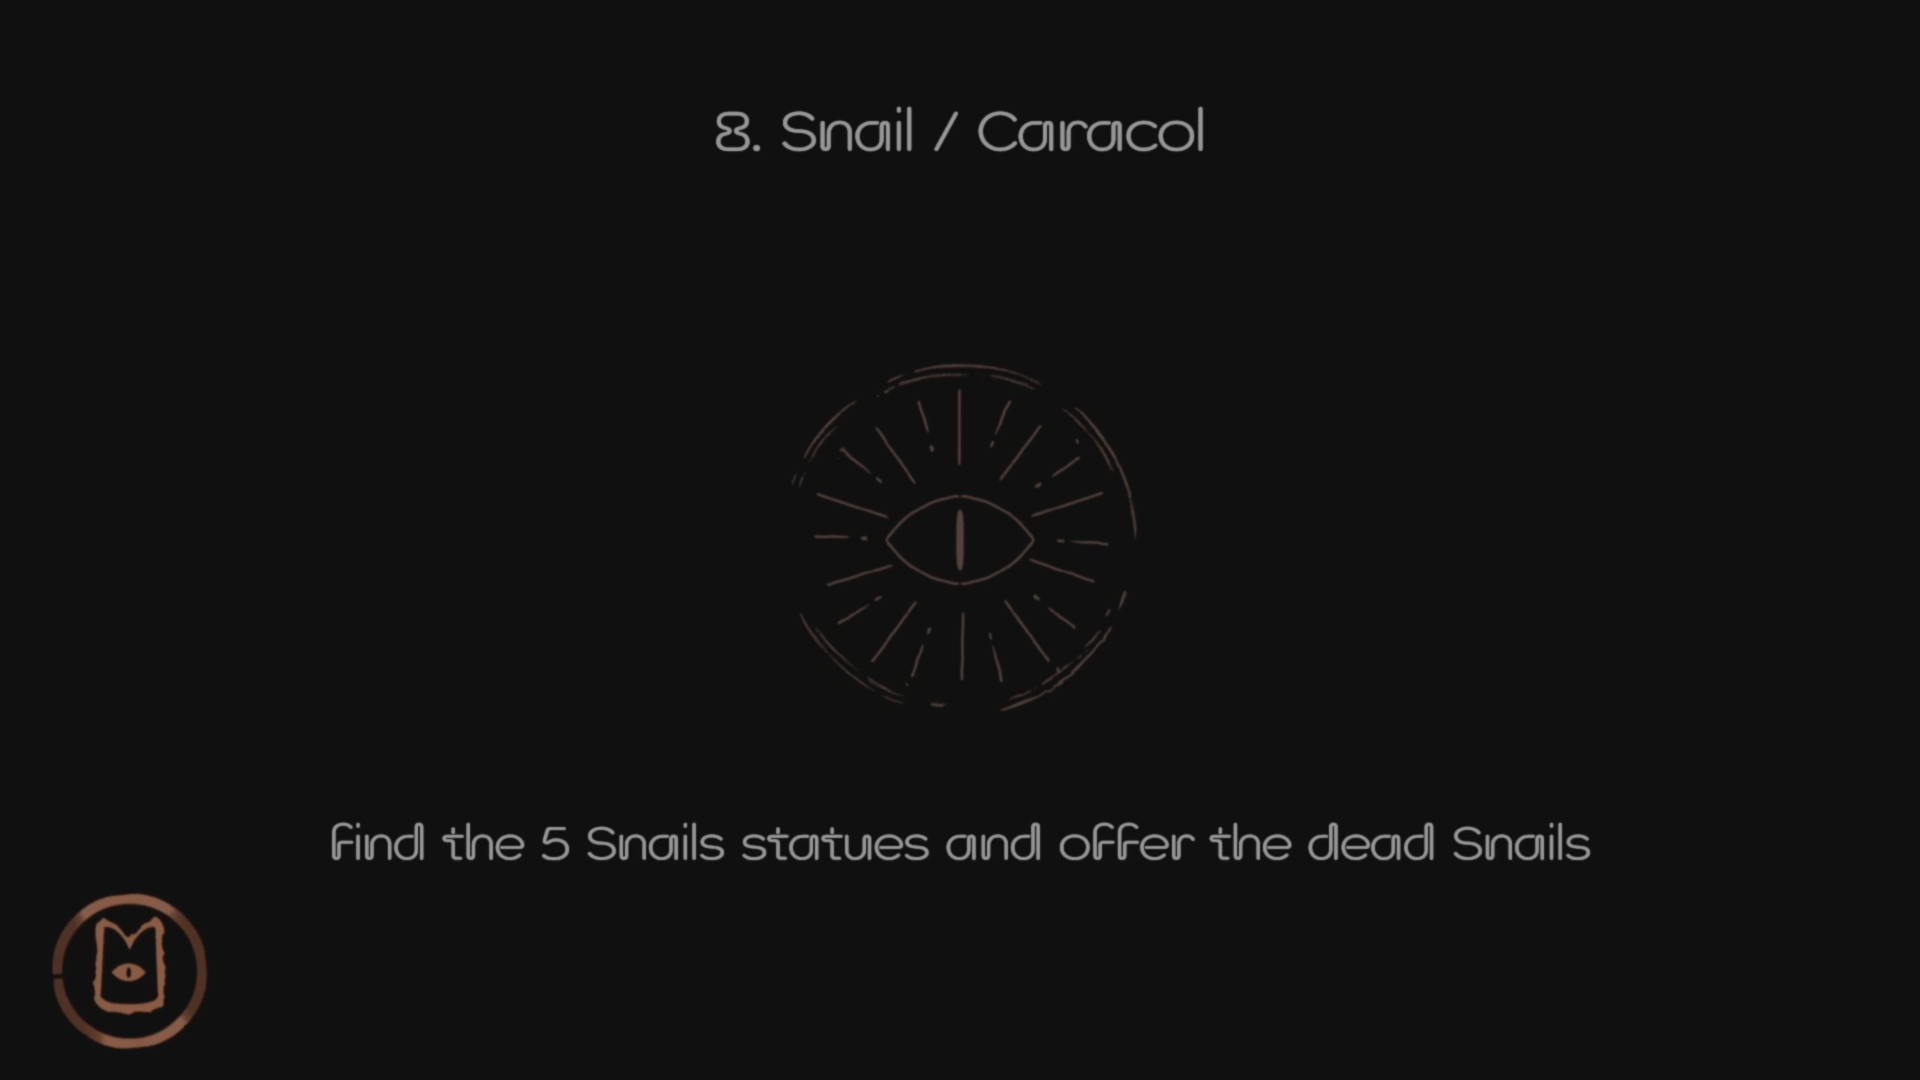 8. Snail / Caracol
find the 5 Snails statues and offer the dead Snails